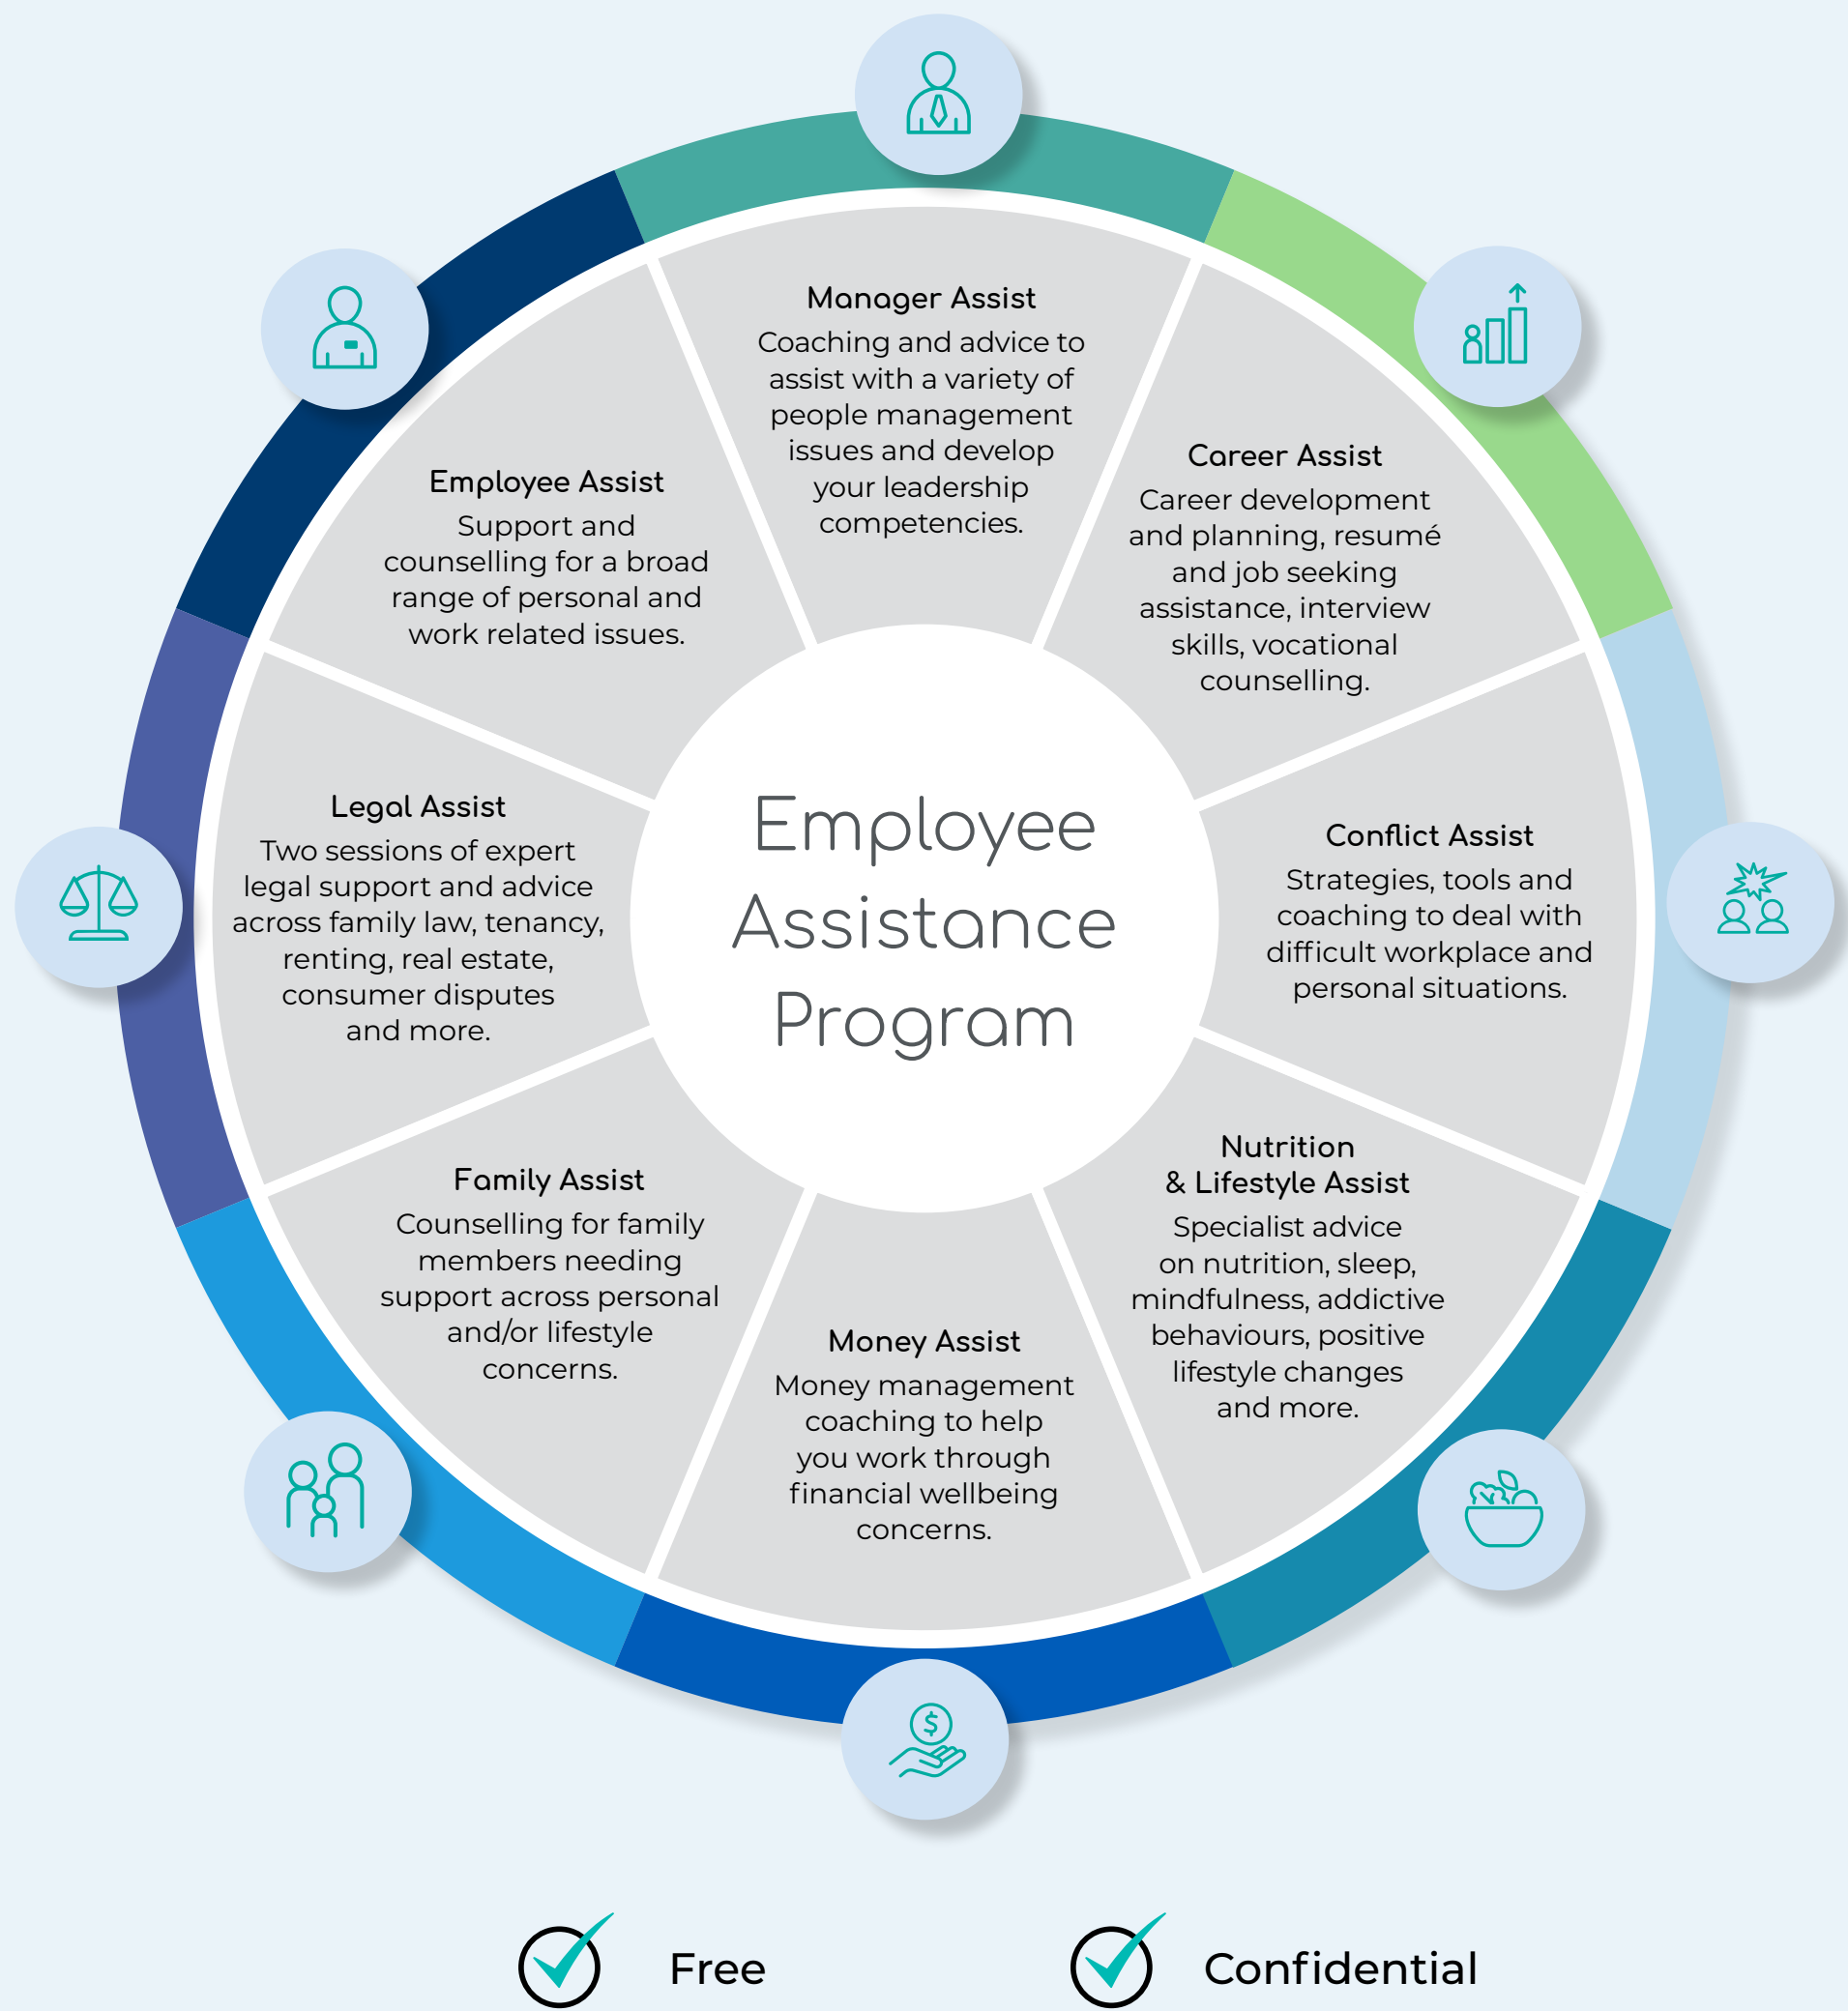 Manager Assist
Coaching and advice to
assist with a variety of
people management
issues and develop
your leadership
competencies.
Career Assist
Career development
and planning, resumé
and job seeking
assistance, interview
skills, vocational
counselling.
Conflict Assist
Strategies, tools and
coaching to deal with
difficult workplace and
personal situations.
Nutrition
& Lifestyle Assist
Specialist advice
on nutrition, sleep,
mindfulness, addictive
behaviours, positive
lifestyle changes
and more.
Money Assist
Money management
coaching to help
you work through
financial wellbeing
concerns.
Family Assist
Counselling for family
members needing
support across personal
and/or lifestyle
concerns.
Legal Assist
Two sessions of expert
legal support and advice
across family law, tenancy,
renting, real estate,
consumer disputes
and more.
Employee Assist
Support and
counselling for a broad
range of personal and
work related issues.
Employee
Assistance
Program
$
Free
Confidential